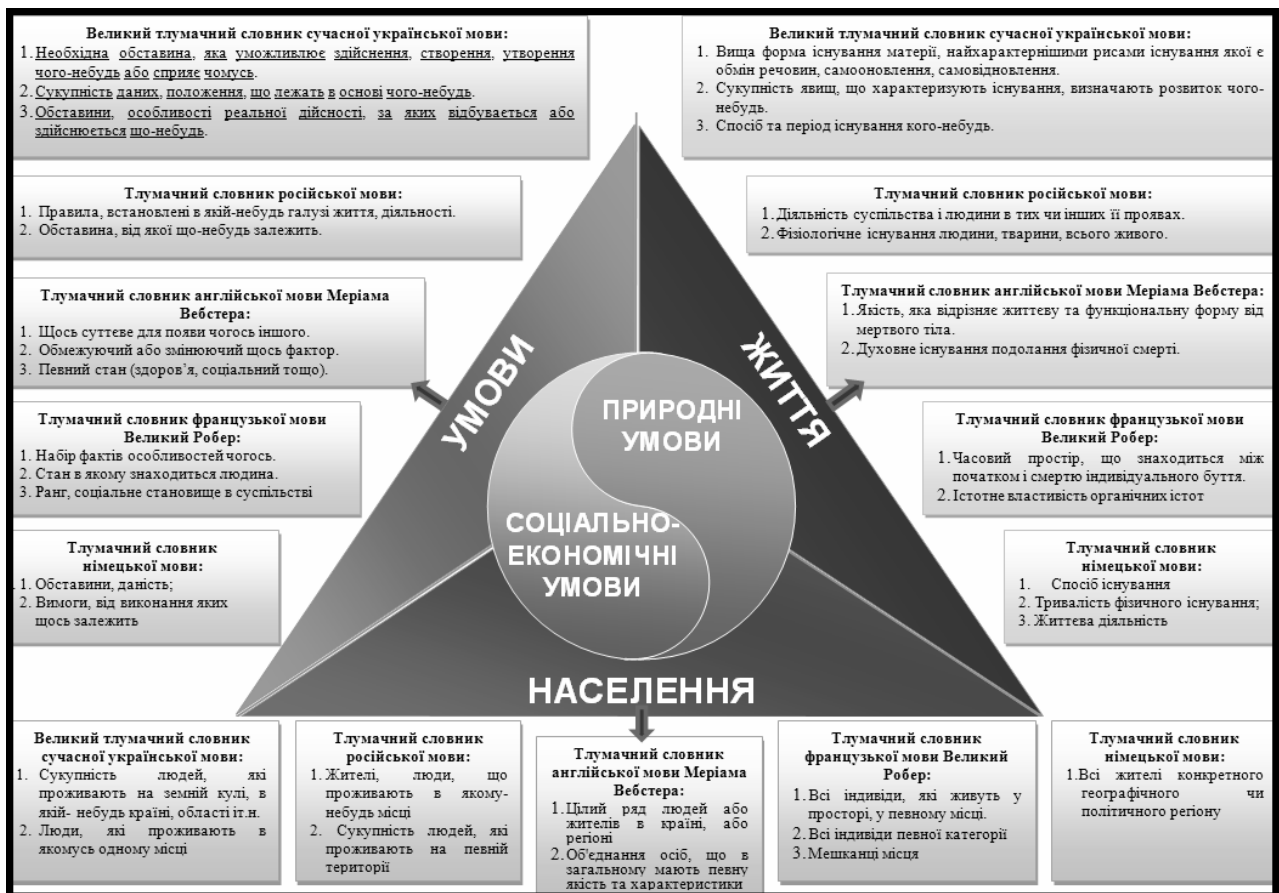 Великий тлумачний словник сучасної української мови:
1. Необхідна обставина, яка уможливлює здійснення, створення, утворення
чого-небудь або сприяє чомусь.
2. Сукупність даних, положення, що лежать в основі чого-небудь.
3. Обставини, особливості реальної дійсності, за яких відбувається або
здійснюється що-небудь.
Тлумачний словник російської мови:
1. Правила, встановлені в якій-небудь галузі життя, діяльності.
2. Обставина, від якої що-небудь залежить.
Тлумачний словник англійської мови Меріама
Вебстера:
1. Щось суттєве для появи чогось іншого.
2. Обмежуючий або змінюючий щось фактор.
3. Певний стан (здоров’я, соціальний тощо).
Тлумачний словник французької мови
Великий Робер:
1. Набір фактів особливостей чогось.
2. Стан в якому знаходиться людина.
3. Ранг, соціальне становище в суспільстві
Тлумачний словник
німецької мови:
1. Обставини, даність;
2. Вимоги, від виконання яких
щось залежить
Великий тлумачний словник сучасної української мови:
1. Вища форма існування матерії, найхарактернішими рисами існування якої є
обмін речовин, самооновлення, самовідновлення.
2. Сукупність явищ, що характеризують існування, визначають розвиток чого-
небудь.
3. Спосіб та період існування кого-небудь.
Тлумачний словник російської мови:
1. Діяльність суспільства і людини в тих чи інших її проявах.
2. Фізіологічне існування людини, тварини, всього живого.
Тлумачний словник англійської мови Меріама Вебстера:
1. Якість, яка відрізняє життєву та функціональну форму від
мертвого тіла.
2. Духовне існування подолання фізичної смерті.
Тлумачний словник французької мови
Великий Робер:
1. Часовий простір, що знаходиться між
початком і смертю індивідуального буття.
2. Істотне властивість органічних істот
Тлумачний словник
німецької мови:
1. Спосіб існування
2. Тривалість фізичного існування;
3. Життєва діяльність
УМОВИ
ЖИТТЯ
ПРИРОДНІ
УМОВИ
СОЦІАЛЬНО-
ЕКОНОМІЧНІ
УМОВИ
НАСЕЛЕННЯ
Великий тлумачний словник
сучасної української мови:
1. Сукупність людей, які
проживають на земній кулі, в
якій- небудь країні, області іт.н.
2. Люди, які проживають в
якомусь одному місці
Тлумачний словник
російської мови:
1. Жителі, люди, що
проживають в якому-
небудь місці
2. Сукупність людей, які
проживають на певній
території
Тлумачний словник
англійської мови Меріама
Вебстера:
1. Цілий ряд людей або
жителів в країні, або
регіоні
2. Об'єднання осіб, що в
загальному мають певну
якість та характеристики
Тлумачний словник
французької мови Великий
Робер:
1. Всі індивіди, які живуть у
просторі, у певному місці.
2. Всі індивіди певної категорії
3. Мешканці місця
Тлумачний словник
німецької мови:
1. Всі жителі конкретного
географічного чи
політичного регіону